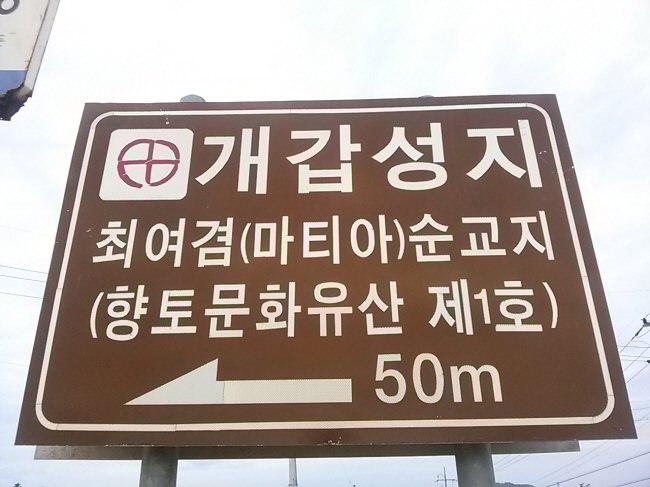 개갑성지
최여겸(마티아)순교지
(향토문화유산 제1호)
50m